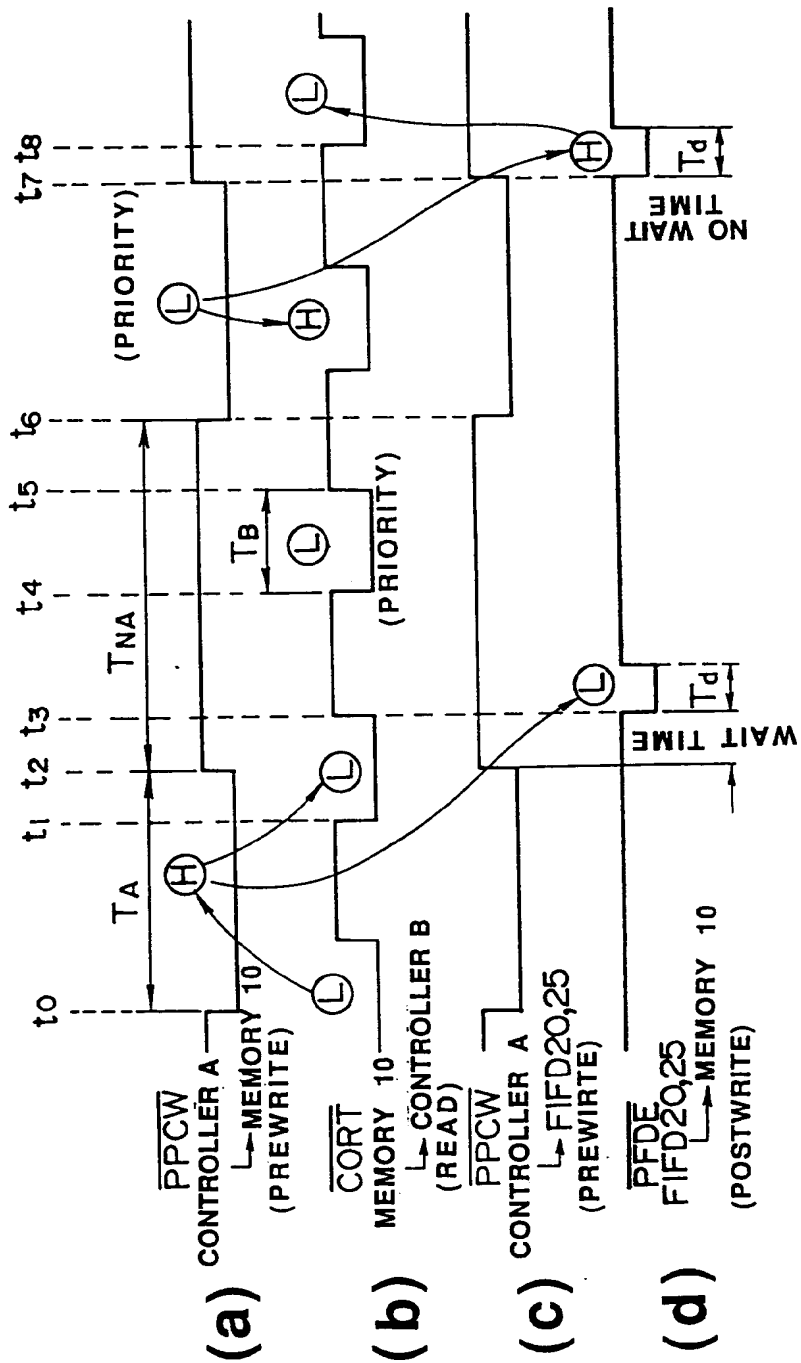 t0 t1 t2 t3 t4 t5 t6 t7 t8
TA TNA
(a)
PPCW
CONTROLLER A
MEMORY 10
(PREWRITE)
H
L
(PRIORITY)
(b)
CORT
MEMORY 10
CONTROLLER B
(READ)
L
L
TB
L
(PRIORITY)
H
L
(c)
PPCW
CONTROLLER A
FIFD20,25
(PREWIRTE)
(d)
PFDE
FIFD20,25
MEMORY 10
(POSTWRITE)
WAIT TIME
L
Td
NO WAIT
TIME
H
Td